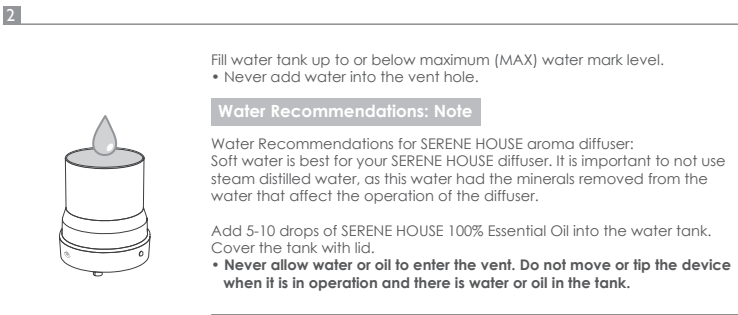 2
Fill water tank up to or below maximum (MAX) water mark level.
• Never add water into the vent hole.
Water Recommendations: Note
Water Recommendations for SERENE HOUSE aroma diffuser:
Soft water is best for your SERENE HOUSE diffuser. It is important to not use
steam distilled water, as this water had the minerals removed from the
water that affect the operation of the diffuser.
Add 5-10 drops of SERENE HOUSE 100% Essential Oil into the water tank.
Cover the tank with lid.
• Never allow water or oil to enter the vent. Do not move or tip the device
when it is in operation and there is water or oil in the tank.